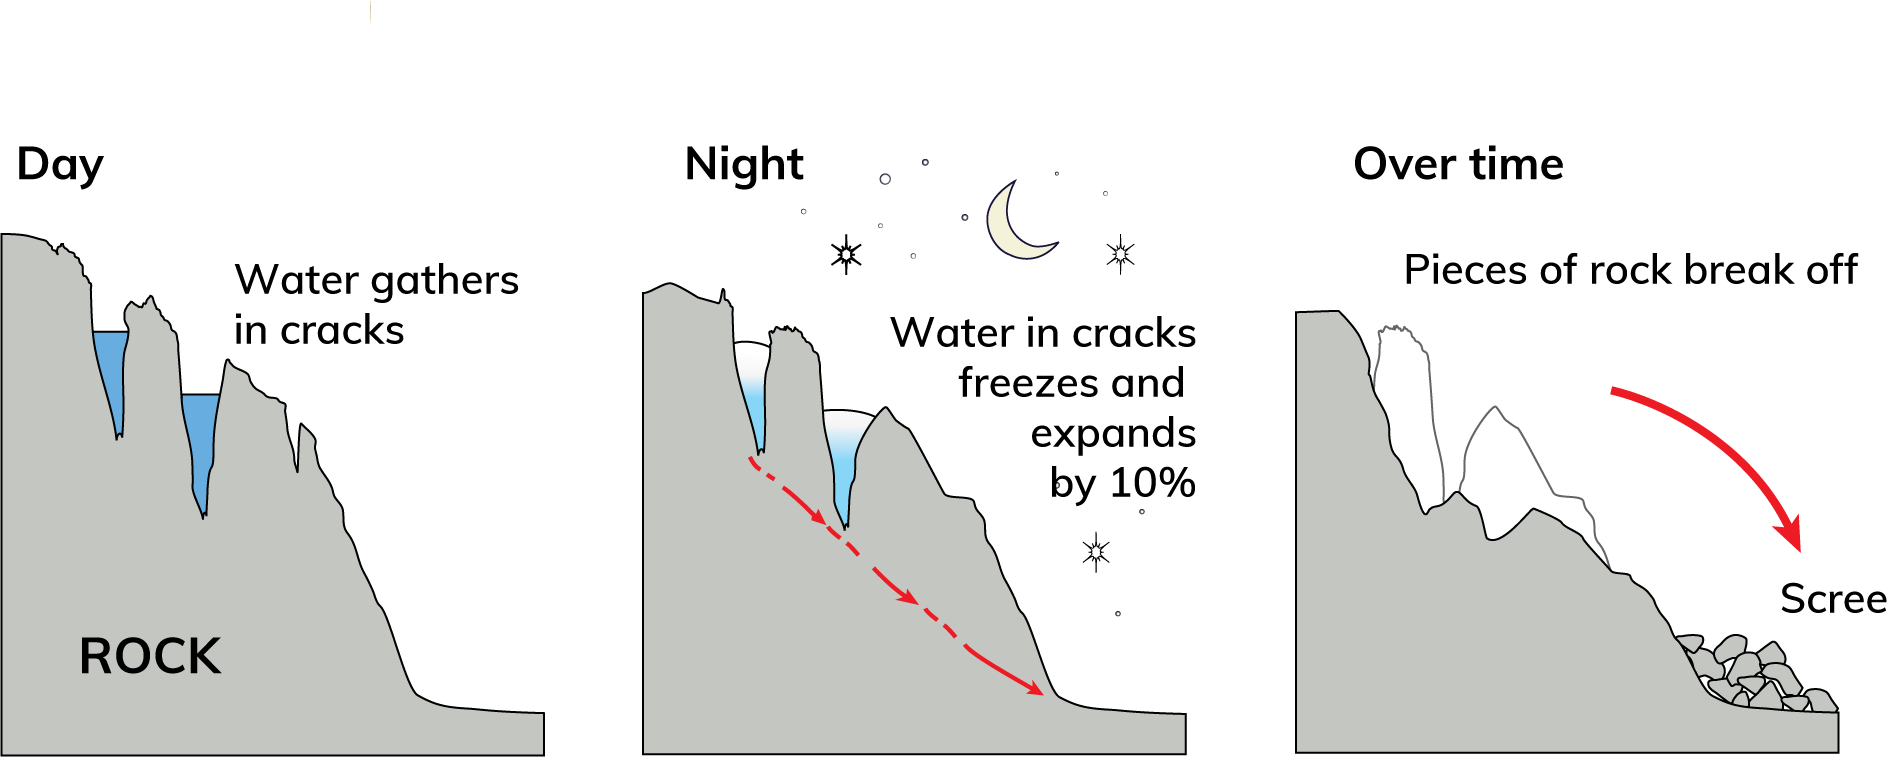 Day
Water gathers
in cracks
ROCK
Night
Water in cracks
freezes and
expands
by 10%
Over time
Pieces of rock break off
Scree